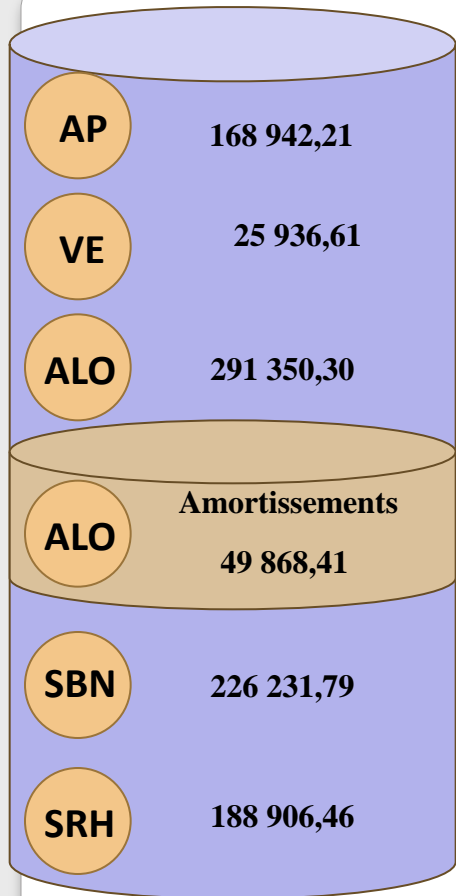 AP 168 942,21
VE 25 936,61
ALO 291 350,30
Amortissements
ALO 49 868,41
SBN 226 231,79
SRH 188 906,46